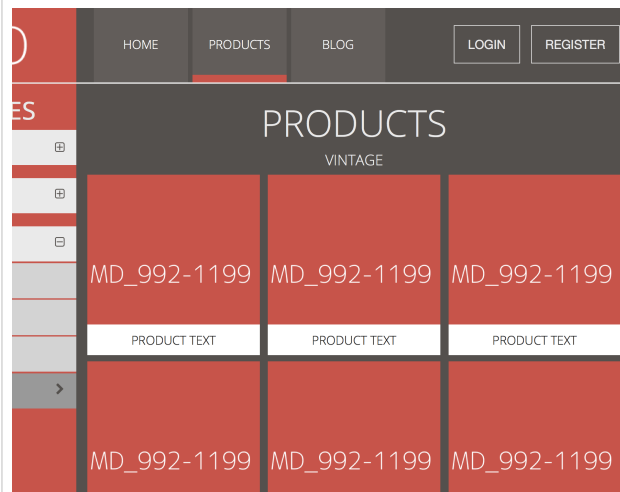 HOME PRODUCTS BLOG LOGIN REGISTER
ES
PRODUCTS
VINTAGE
MD_992-1199 MD_992-1199 MD_992-1199
PRODUCT TEXT PRODUCT TEXT PRODUCT TEXT
MD_992-1199 MD_992-1199 MD_992-1199